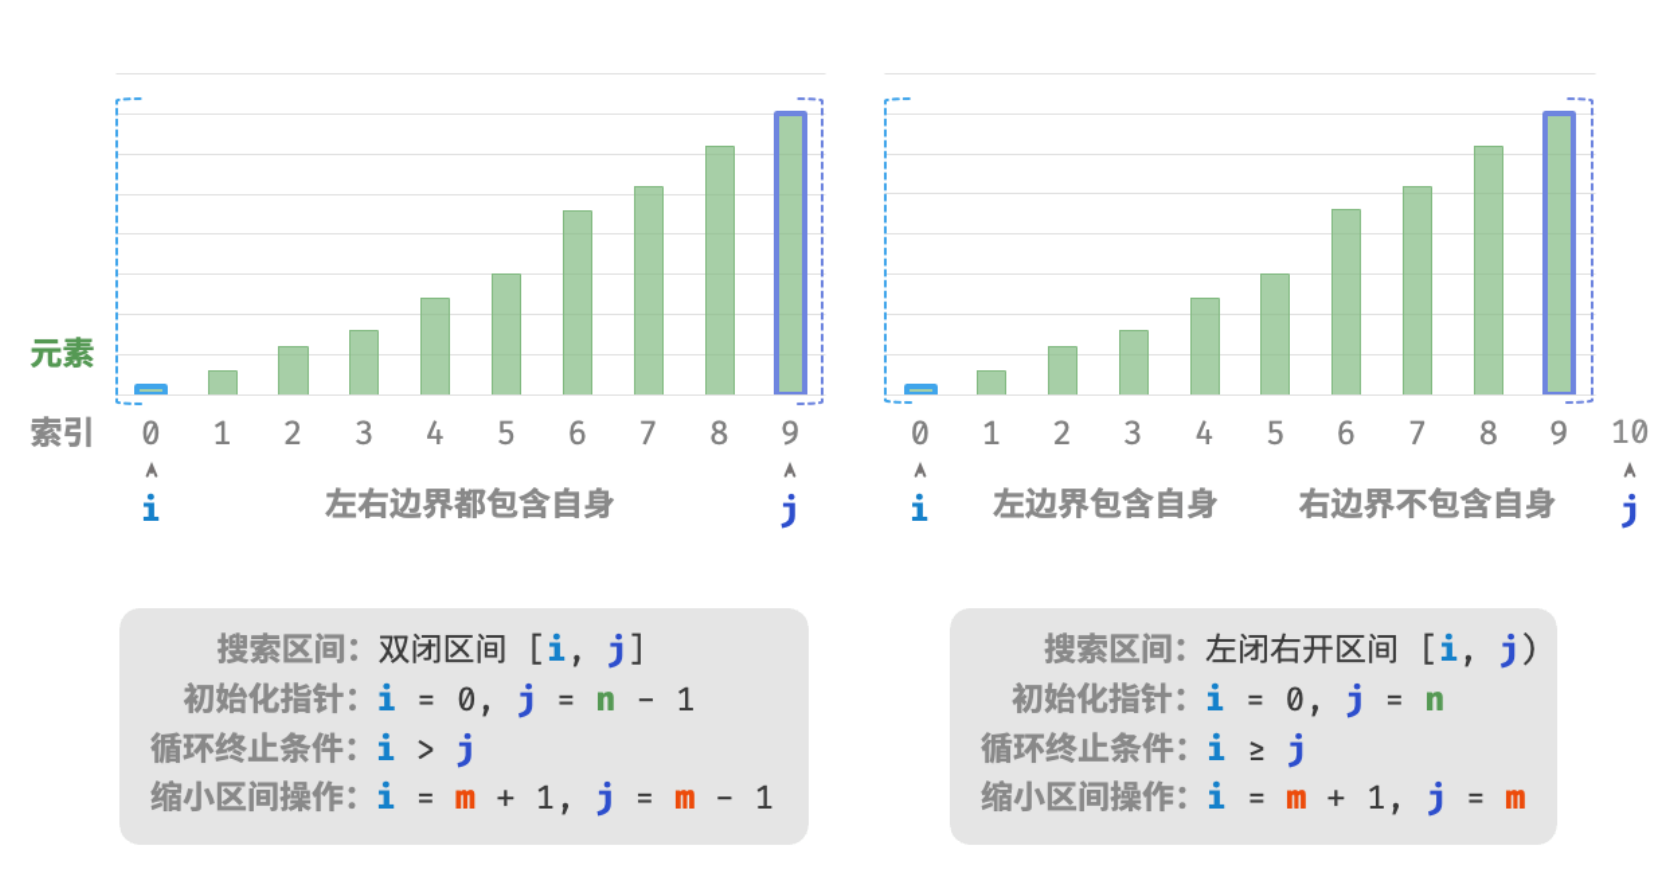 元素
索引 0 1 2 3 4 5 6 7 8 9
i 左右边界都包含自身 j
0 1 2 3 4 5 6 7 8 9 10
i 左边界包含自身 右边界不包含自身 j
搜索区间：双闭区间 [i, j]
初始化指针：i = 0, j = n - 1
循环终止条件：i > j
缩小区间操作：i = m + 1, j = m - 1
搜索区间：左闭右开区间 [i, j)
初始化指针：i = 0, j = n
循环终止条件：i ≥ j
缩小区间操作：i = m + 1, j = m